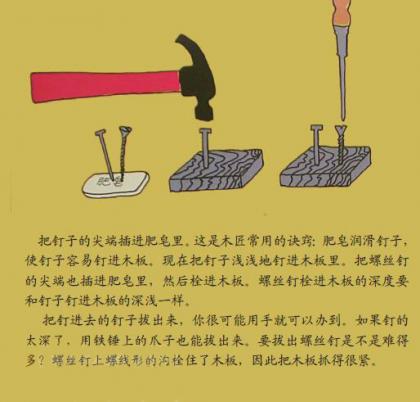 肥皂
把钉子的尖端插进肥皂里。这是木匠常用的诀窍: 肥皂润滑钉子,
使钉子容易钉进木板。现在把钉子浅浅地钉进木板里。把螺丝钉
的尖端也插进肥皂里, 然后栓进木板。螺丝钉栓进木板的深度要
和钉子钉进木板的深浅一样。
把钉进去的钉子拔出来, 你很可能用手就可以办到。如果钉的
太深了, 用铁锤上的爪子也能拔出来。要拔出螺丝钉是不是难得
多? 螺丝钉上螺线形的沟栓住了木板, 因此把木板抓得很紧。